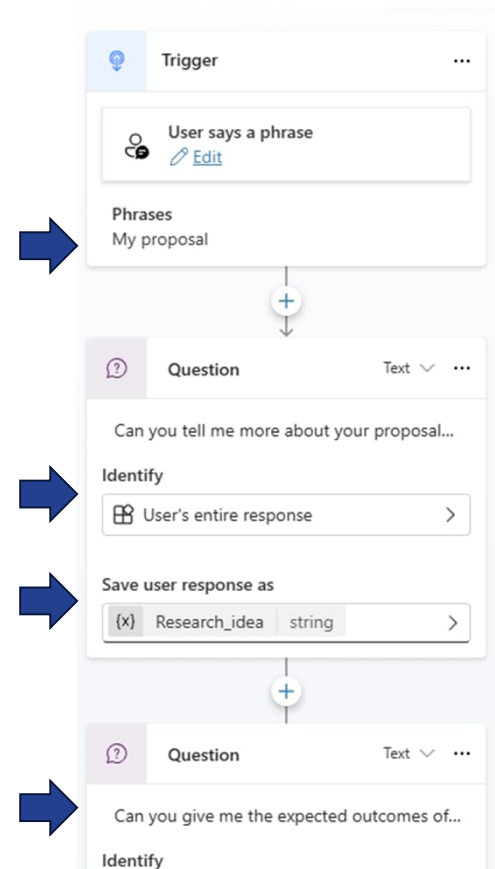 Trigger
User says a phrase
Edit
Phrases
My proposal
Question
Text
Can you tell me more about your proposal...
Identify
User's entire response
Save user response as
{x} Research_idea string
Question
Text
Can you give me the expected outcomes of...
Identify